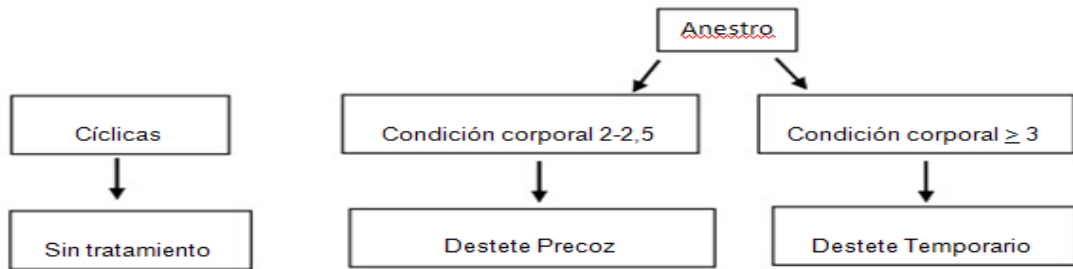 Anestro
Cíclicas
Condición corporal 2-2,5
Condición corporal ≥ 3
Sin tratamiento
Destete Precoz
Destete Temporario